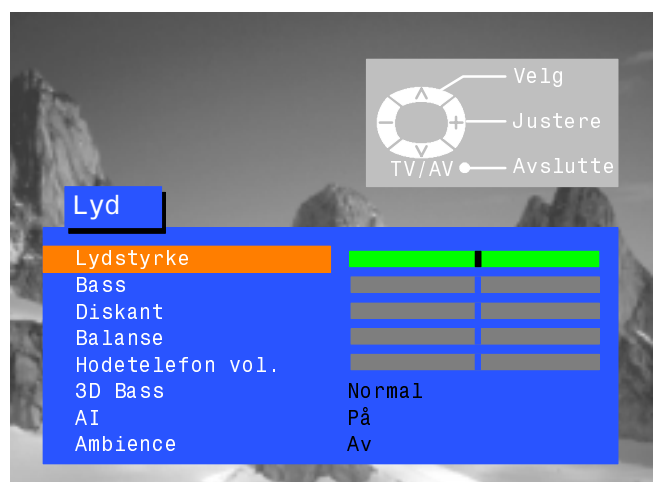 Velg
Justere
TV/AV Avslutte
Lyd
Lydstyrke
Bass
Diskant
Balanse
Hodetelefon vol.
3D Bass Normal
AI På
Ambience Av